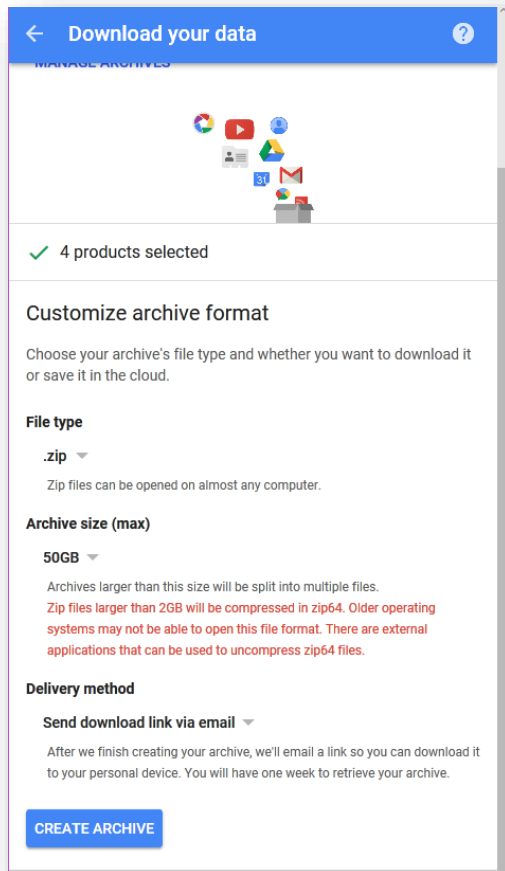 Download your data
MANAGE ARCHIVES
31
4 products selected
Customize archive format
Choose your archive's file type and whether you want to download it
or save it in the cloud.
File type
.zip
Zip files can be opened on almost any computer.
Archive size (max)
50GB
Archives larger than this size will be split into multiple files.
Zip files larger than 2GB will be compressed in zip64. Older operating
systems may not be able to open this file format. There are external
applications that can be used to uncompress zip64 files.
Delivery method
Send download link via email
After we finish creating your archive, we'll email a link so you can download it
to your personal device. You will have one week to retrieve your archive.
CREATE ARCHIVE